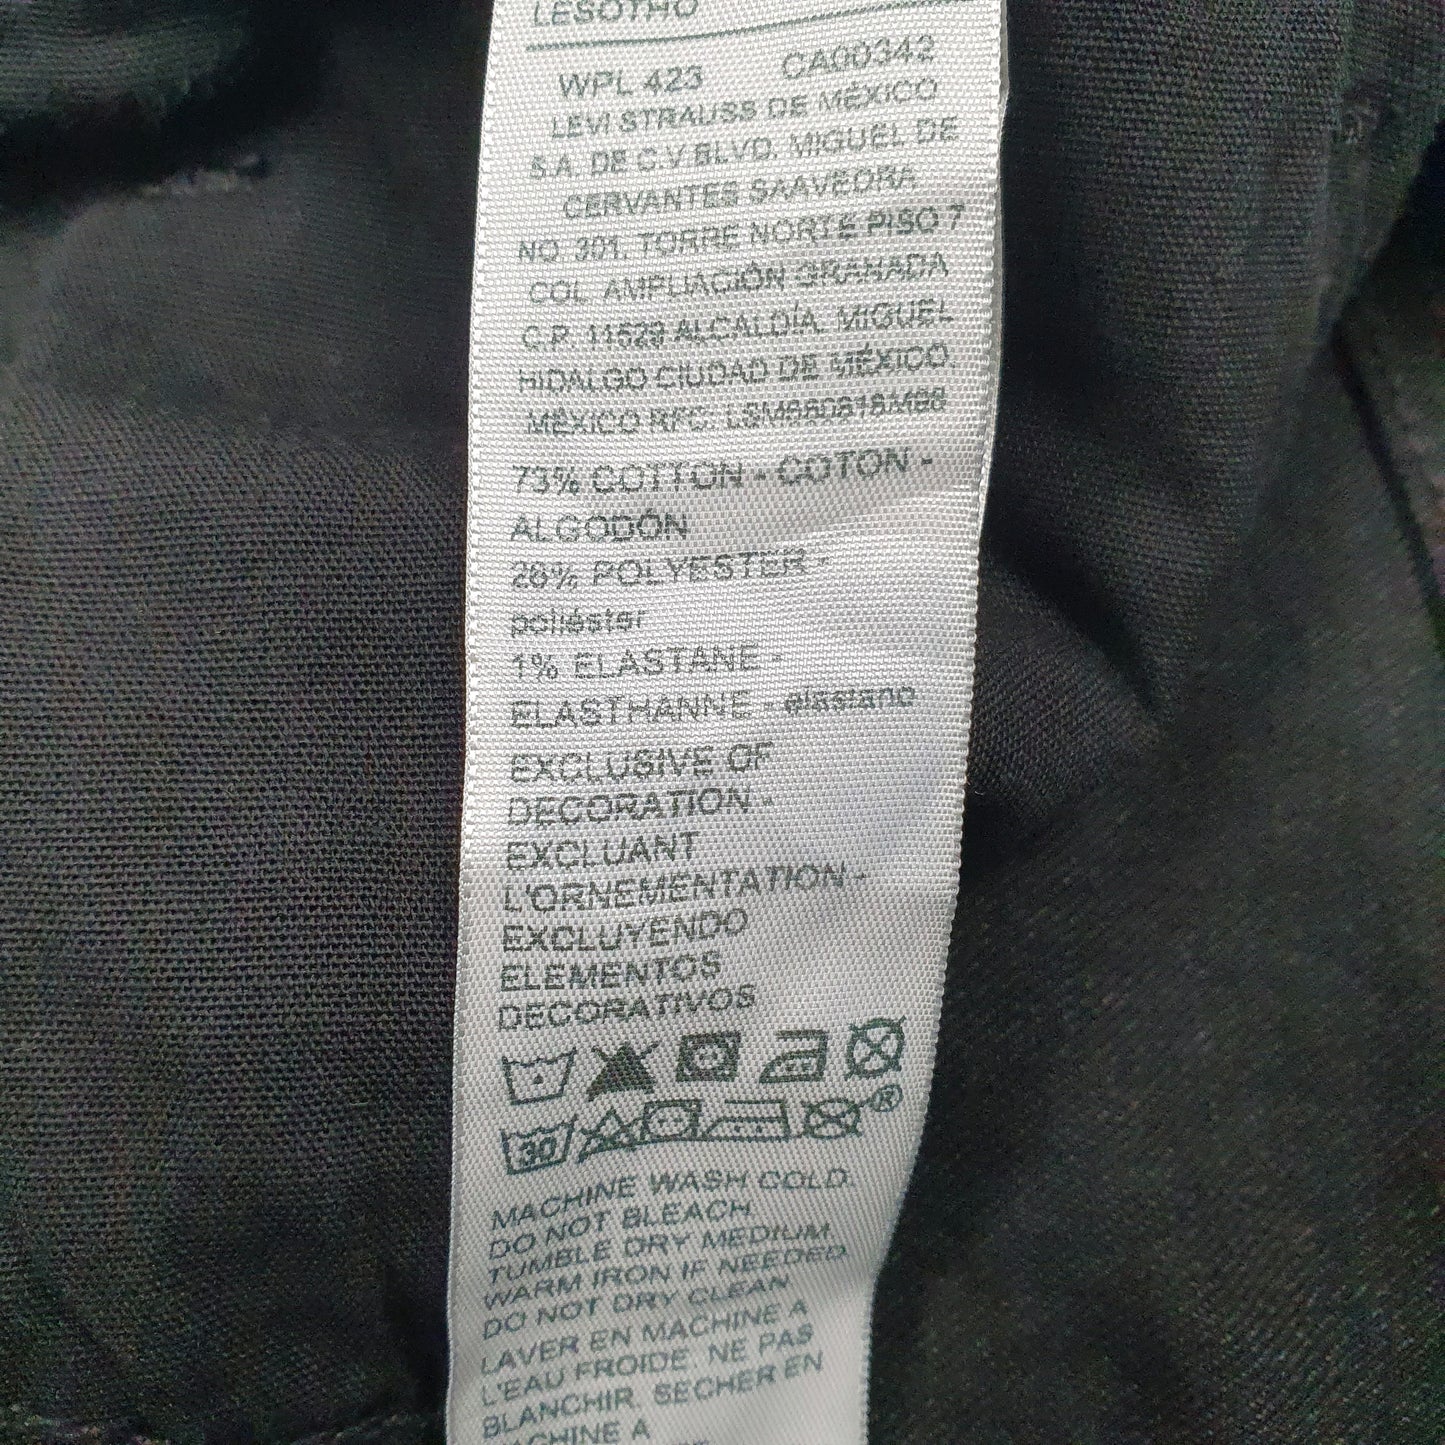 LESOTHO
WPL 423 CA00342
LEVI STRAUSS DE MÉXICO
S.A. DE C.V BLVD. MIGUEL DE
CERVANTES SAAVEDRA
NO. 301, TORRE NORTE PISO 7
COL AMPLIACIÓN GRANADA
C.P. 11529 ALCALDÍA. MIGUEL
HIDALGO CIUDAD DE MÉXICO
MÉXICO RFC:
73% COTTON - COTON -
ALGODÓN
26% POLYESTER -
poliéster
1% ELASTANE -
ELASTHANNE - elastano
EXCLUSIVE OF
DECORATION -
EXCLUANT
L'ORNEMENTATION -
EXCLUYENDO
ELEMENTOS
DECORATIVOS
30 ®
MACHINE WASH COLD.
DO NOT BLEACH.
TUMBLE DRY MEDIUM.
WARM IRON IF NEEDED.
DO NOT DRY CLEAN
LAVER EN MACHINE A
L'EAU FROIDE. NE PAS
BLANCHIR. SECHER EN
MACHINE A